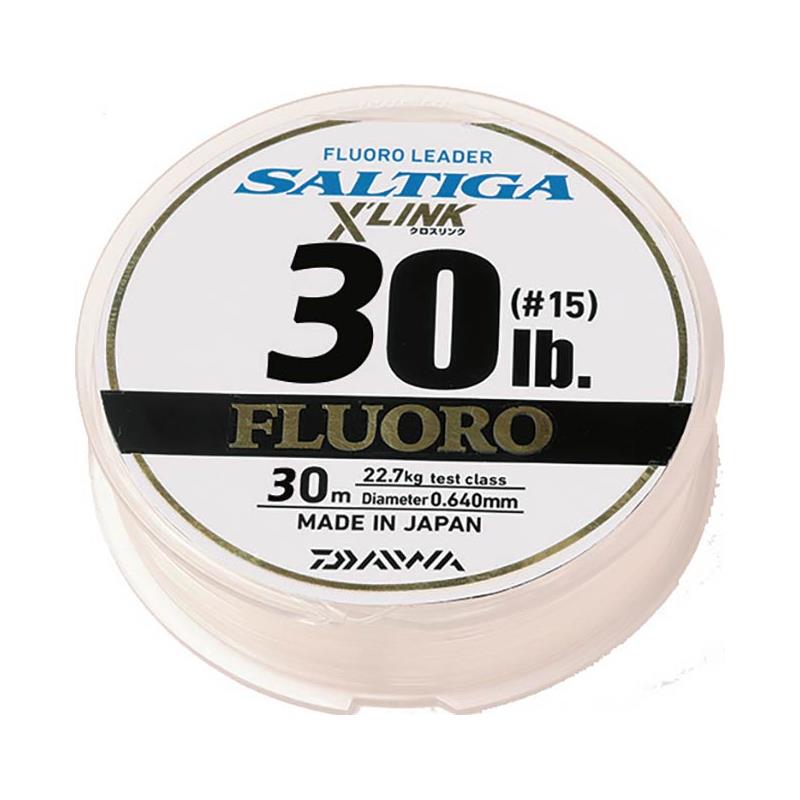 FLUORO LEADER
SALTIGA
X'LINK
クロスリンク
30 lb. (#15)
FLUORO
30m 22.7kg test class
Diameter 0.640mm
MADE IN JAPAN
DAIWA